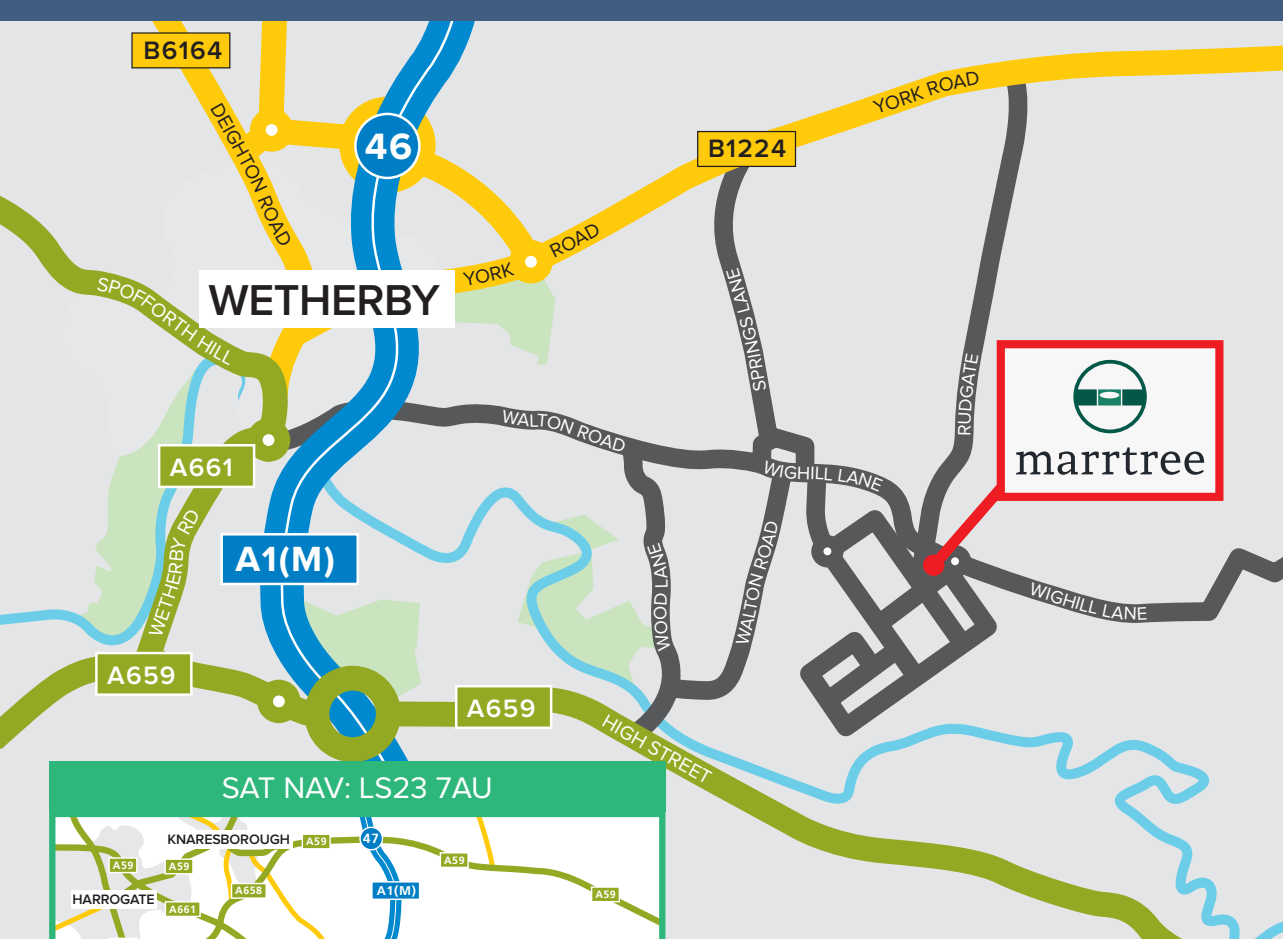 B6164
DEIGHTON ROAD
46
YORK ROAD
B1224
YORK ROAD
WETHERBY
SPOFFORTH HILL
SPRINGS LANE
RUDGATE
marrtree
WALTON ROAD
WIGHILL LANE
A661
WETHERBY RD
A1(M)
WOOD LANE
WALTON ROAD
WIGHILL LANE
A659
A659
HIGH STREET
SAT NAV: LS23 7AU
KNARESBOROUGH
A59
47
A59
A59
A59
A658
A1(M)
A59
HARROGATE
A661